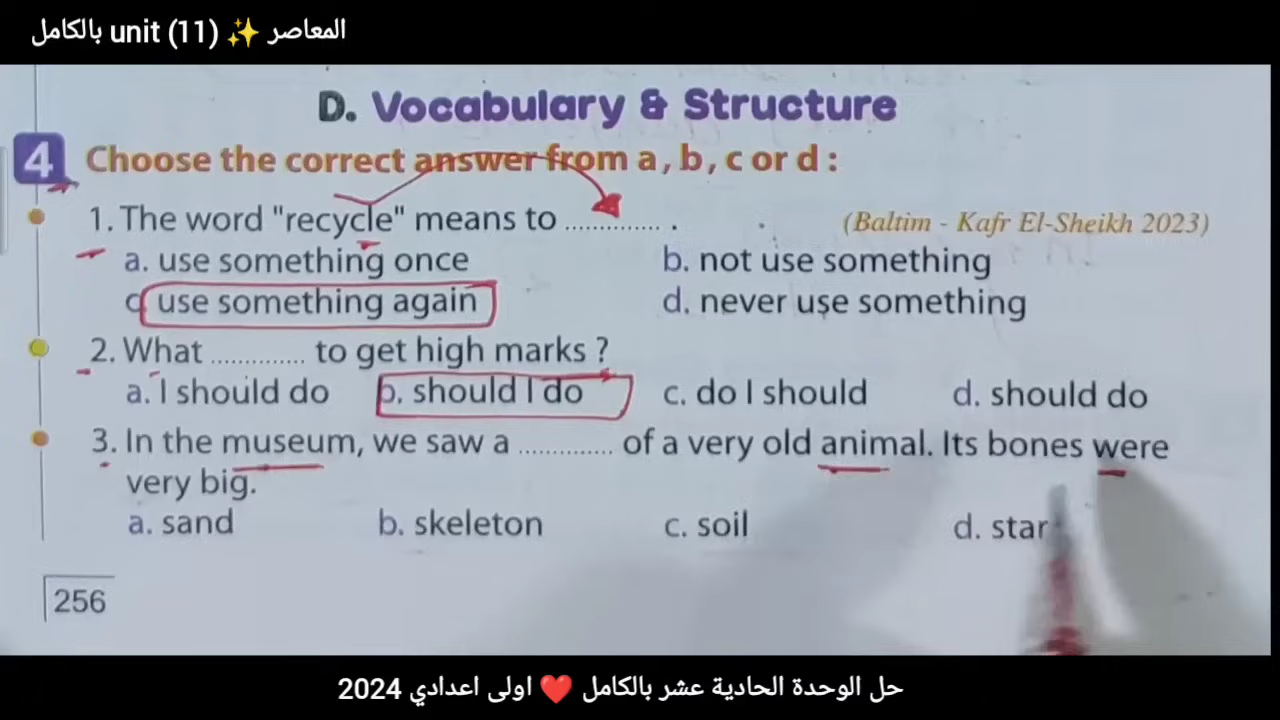 المعاصر ✨ unit (11) بالكامل
D. Vocabulary & Structure
4 Choose the correct answer from a, b, c or d :
1. The word "recycle" means to .............. . (Baltim - Kafr El-Sheikh 2023)
a. use something once b. not use something
c. use something again d. never use something
2. What .............. to get high marks ?
a. I should do b. should I do c. do I should d. should do
3. In the museum, we saw a .............. of a very old animal. Its bones were
very big.
a. sand b. skeleton c. soil d. star
256
حل الوحدة الحادية عشر بالكامل ❤️ اولى اعدادي 2024